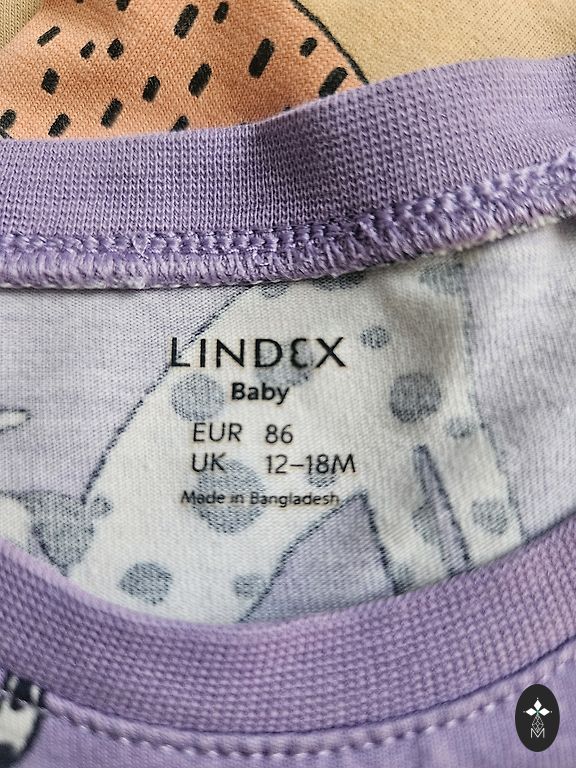 LINDEX
Baby
EUR 86
UK 12–18M
Made in Bangladesh